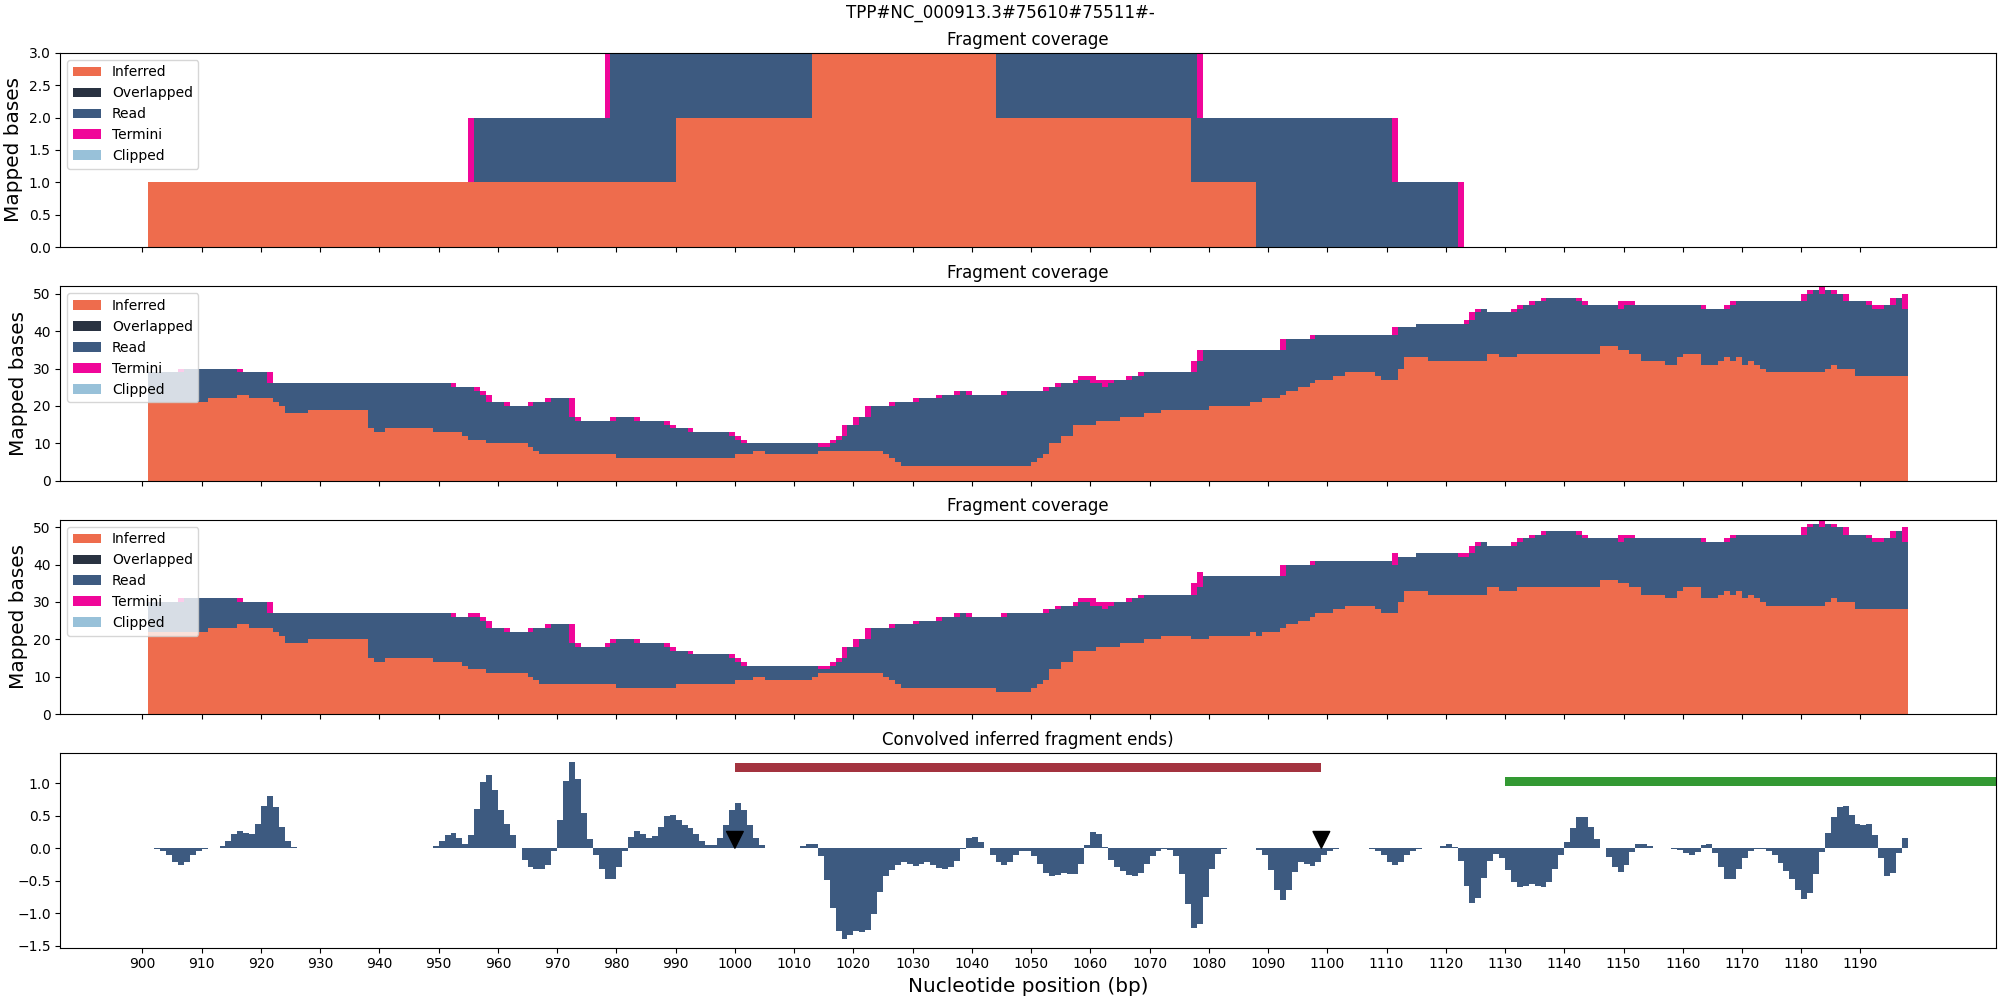 TPP#NC_000913.3#75610#75511#-
Fragment coverage
Mapped bases
3.0
2.5
2.0
1.5
1.0
0.5
0.0
Inferred
Overlapped
Read
Termini
Clipped
Fragment coverage
Mapped bases
50
40
30
20
10
0
Inferred
Overlapped
Read
Termini
Clipped
Fragment coverage
Mapped bases
50
40
30
20
10
0
Inferred
Overlapped
Read
Termini
Clipped
Convolved inferred fragment ends)
1.0
0.5
0.0
−0.5
−1.0
−1.5
900 910 920 930 940 950 960 970 980 990 1000 1010 1020 1030 1040 1050 1060 1070 1080 1090 1100 1110 1120 1130 1140 1150 1160 1170 1180 1190
Nucleotide position (bp)